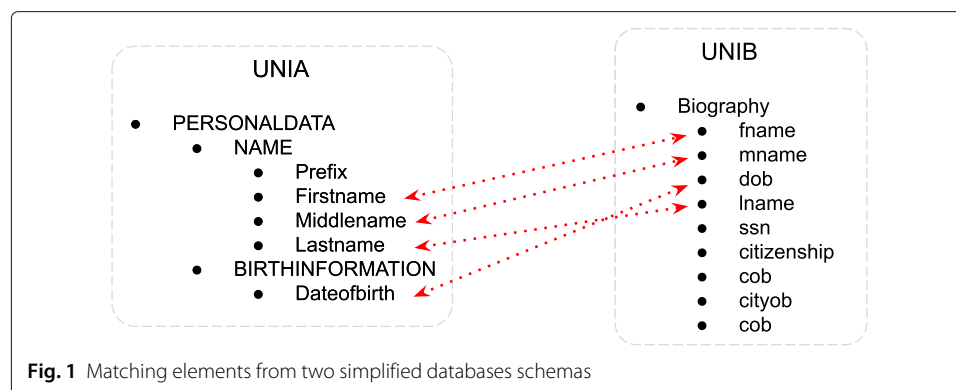 UNIA
PERSONALDATA
NAME
Prefix
Firstname
Middlename
Lastname
BIRTHINFORMATION
Dateofbirth
UNIB
Biography
fname
mname
dob
lname
ssn
citizenship
cob
cityob
cob
Fig. 1 Matching elements from two simplified databases schemas